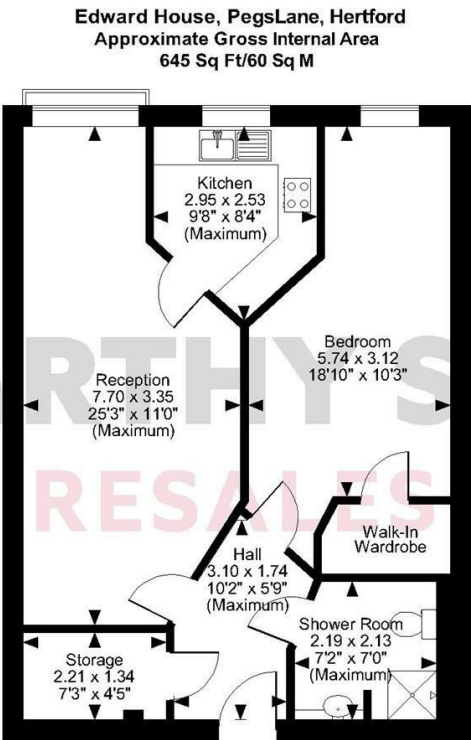 Edward House, PegsLane, Hertford
Approximate Gross Internal Area
645 Sq Ft/60 Sq M
Kitchen
2.95 x 2.53
9'8" x 8'4"
(Maximum)
Bedroom
5.74 x 3.12
18'10" x 10'3"
Reception
7.70 x 3.35
25'3" x 11'0"
(Maximum)
ARTHY S
RESALES
Walk-In
Wardrobe
Hall
3.10 x 1.74
10'2" x 5'9"
(Maximum)
Shower Room
2.19 x 2.13
7'2" x 7'0"
(Maximum)
Storage
2.21 x 1.34
7'3" x 4'5"